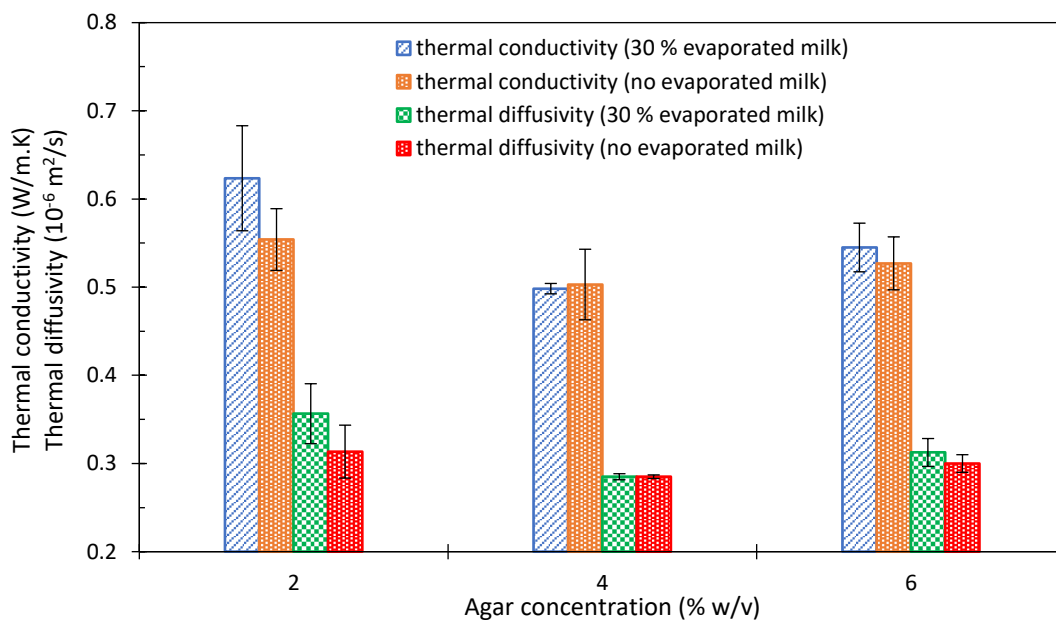 0.8
0.7
0.6
0.5
0.4
0.3
0.2
Thermal conductivity (W/m.K)
Thermal diffusivity (10⁻⁶ m²/s)
thermal conductivity (30 % evaporated milk)
thermal conductivity (no evaporated milk)
thermal diffusivity (30 % evaporated milk)
thermal diffusivity (no evaporated milk)
2 4 6
Agar concentration (% w/v)